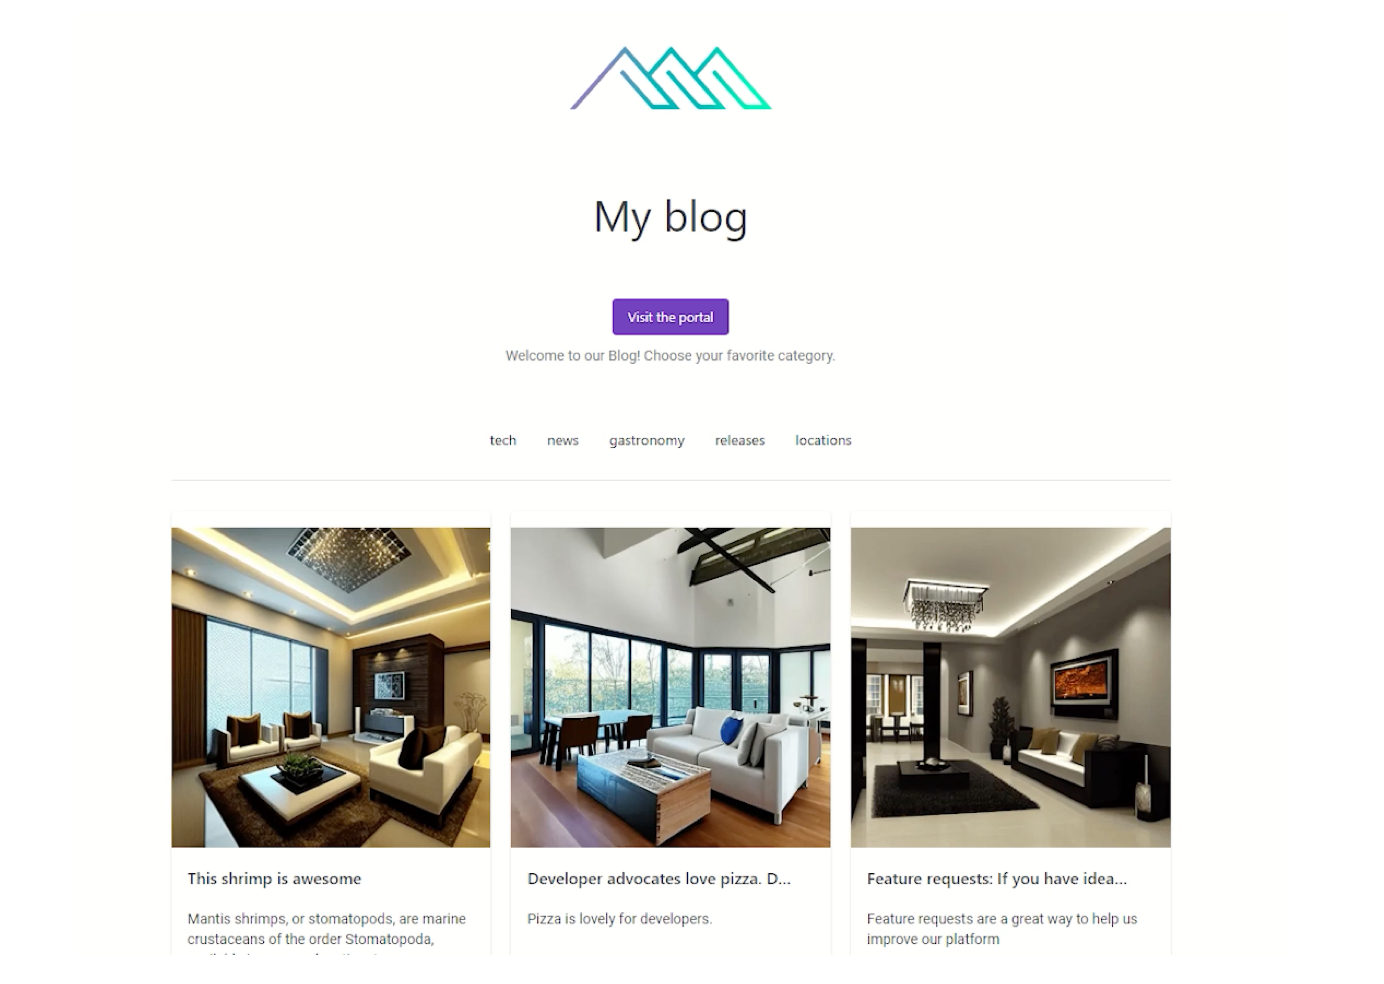 My blog
Visit the portal
Welcome to our Blog! Choose your favorite category.
tech news gastronomy releases locations
This shrimp is awesome
Mantis shrimps, or stomatopods, are marine
crustaceans of the order Stomatopoda,
Developer advocates love pizza. D...
Pizza is lovely for developers.
Feature requests: If you have idea...
Feature requests are a great way to help us
improve our platform